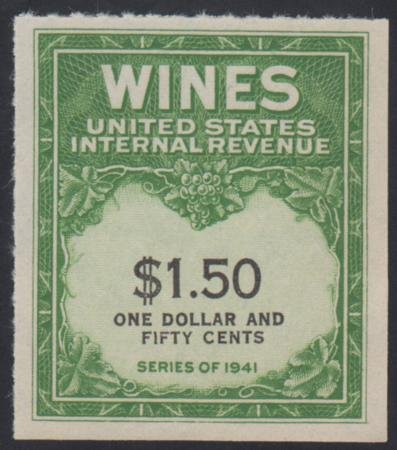 WINES
UNITED STATES
INTERNAL REVENUE
$1.50
ONE DOLLAR AND
FIFTY CENTS
SERIES OF 1941